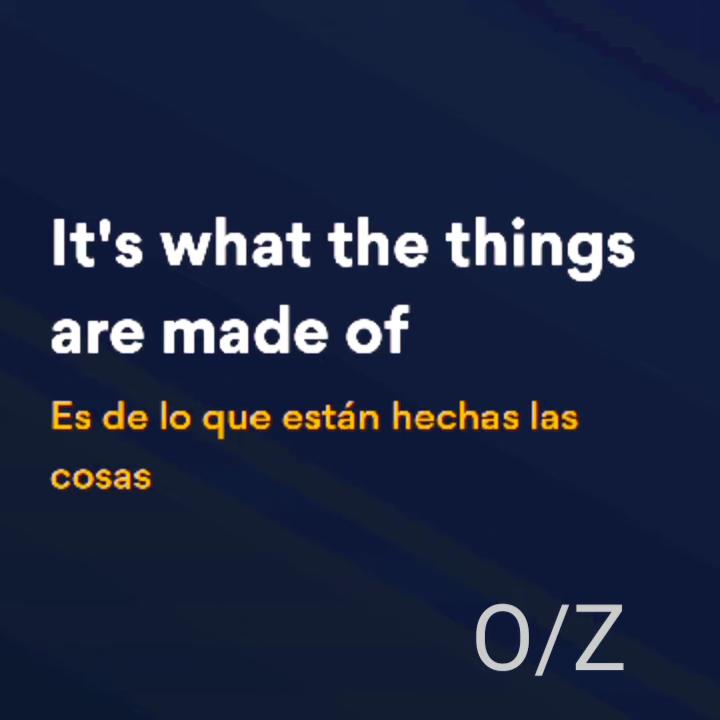 It's what the things
are made of
Es de lo que están hechas las
cosas
O/Z